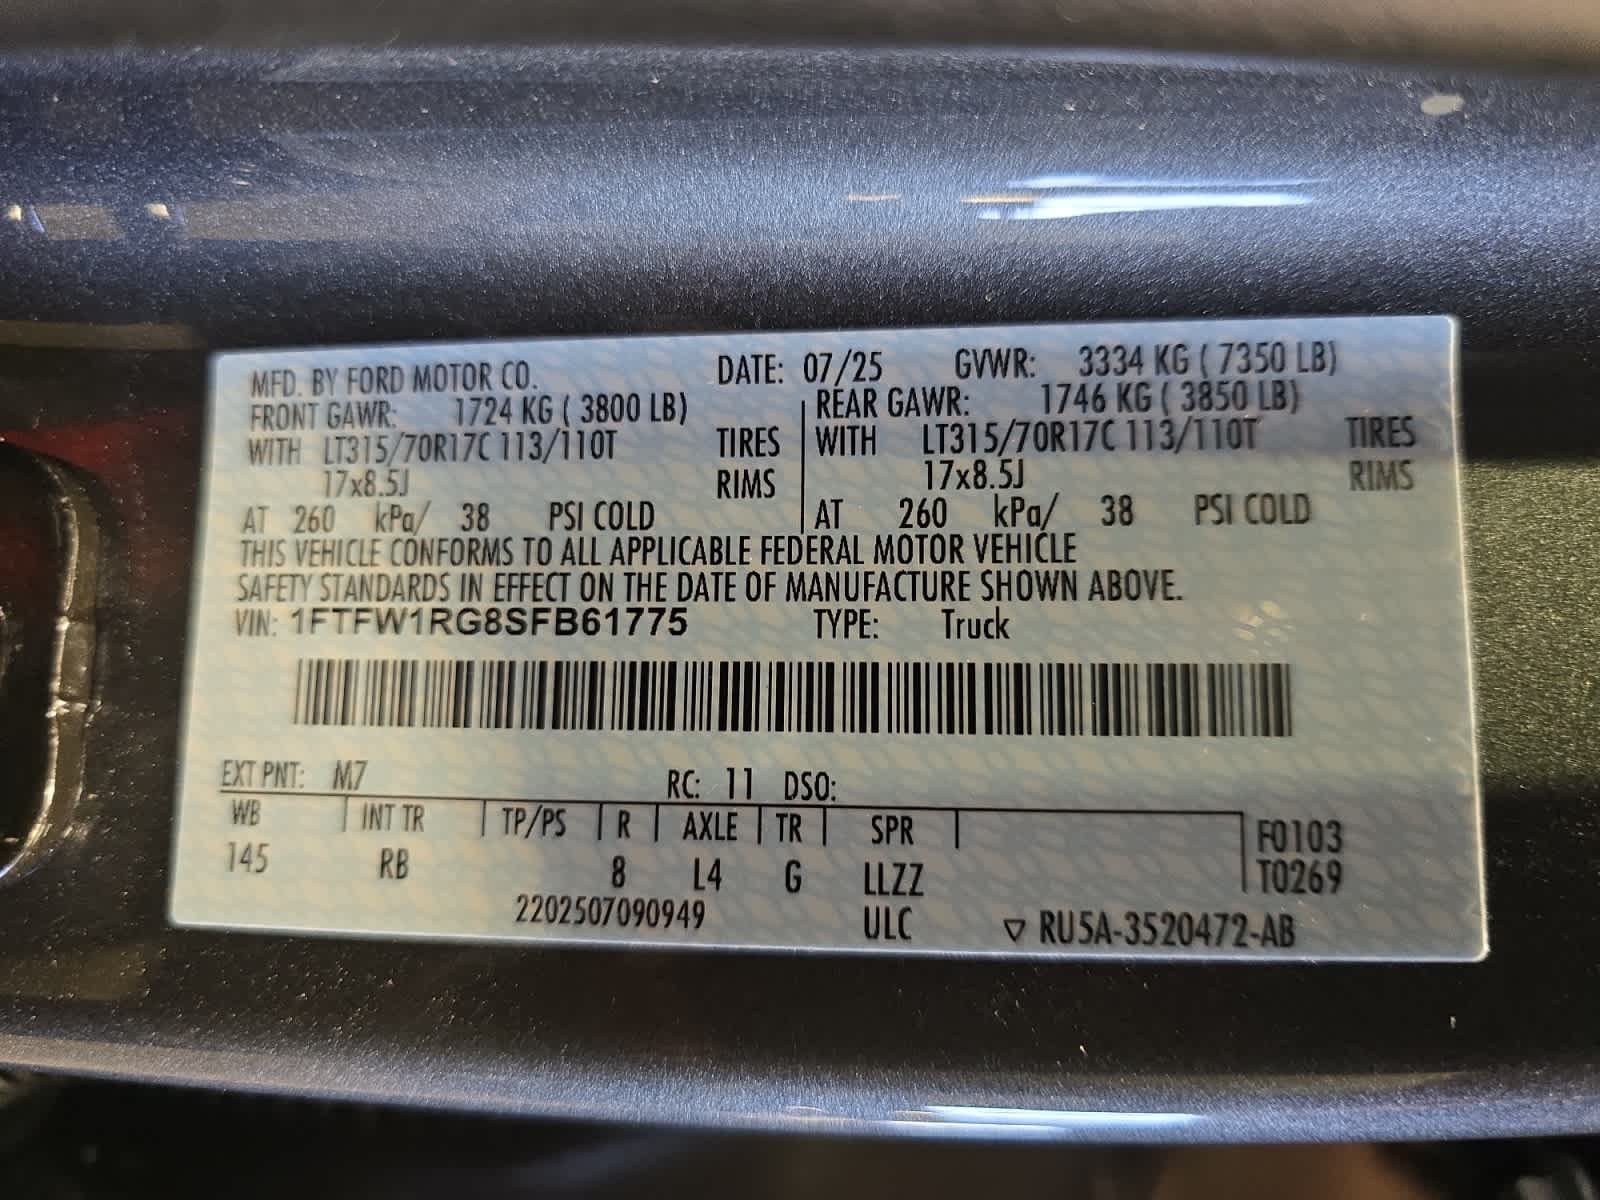 MFD. BY FORD MOTOR CO. DATE: 07/25 GVWR: 3334 KG ( 7350 LB)
FRONT GAWR: 1724 KG ( 3800 LB) REAR GAWR: 1746 KG ( 3850 LB)
WITH LT315/70R17C 113/110T TIRES WITH LT315/70R17C 113/110T TIRES
17x8.5J RIMS 17x8.5J RIMS
AT 260 kPa/ 38 PSI COLD AT 260 kPa/ 38 PSI COLD
THIS VEHICLE CONFORMS TO ALL APPLICABLE FEDERAL MOTOR VEHICLE
SAFETY STANDARDS IN EFFECT ON THE DATE OF MANUFACTURE SHOWN ABOVE.
VIN: 1FTFW1RG8SFB61775 TYPE: Truck
EXT PNT: M7 RC: 11 DSO:
WB INT TR TP/PS R AXLE TR SPR F0103
145 RB 8 L4 G LLZZ T0269
2202507090949 ULC ▽ RU5A-3520472-AB